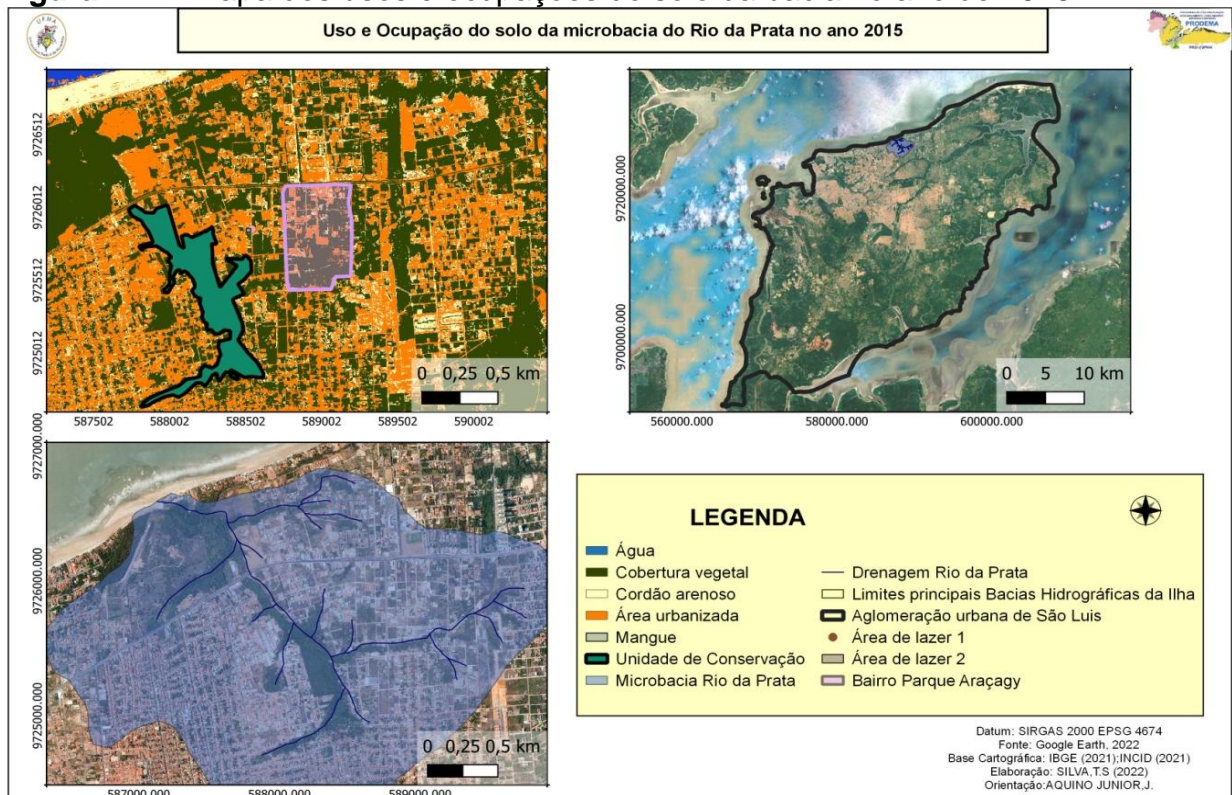 Uso e Ocupação do solo da microbacia do Rio da Prata no ano 2015
UFMA
PRODEMA
9726512
9726012
9725512
9725012
0 0,25 0,5 km
587502 588002 588502 589002 589502 590002
9720000.000
9700000.000
0 5 10 km
560000.000 580000.000 600000.000
9727000.000
9726000.000
9725000.000
0 0,25 0,5 km
587000.000 588000.000 589000.000
LEGENDA
Água
Cobertura vegetal
Cordão arenoso
Área urbanizada
Mangue
Unidade de Conservação
Microbacia Rio da Prata
Drenagem Rio da Prata
Limites principais Bacias Hidrográficas da Ilha
Aglomeração urbana de São Luis
Área de lazer 1
Área de lazer 2
Bairro Parque Araçagy
Datum: SIRGAS 2000 EPSG 4674
Fonte: Google Earth, 2022
Base Cartográfica: IBGE (2021);INCID (2021)
Elaboração: SILVA,T.S (2022)
Orientação:AQUINO JUNIOR,J.